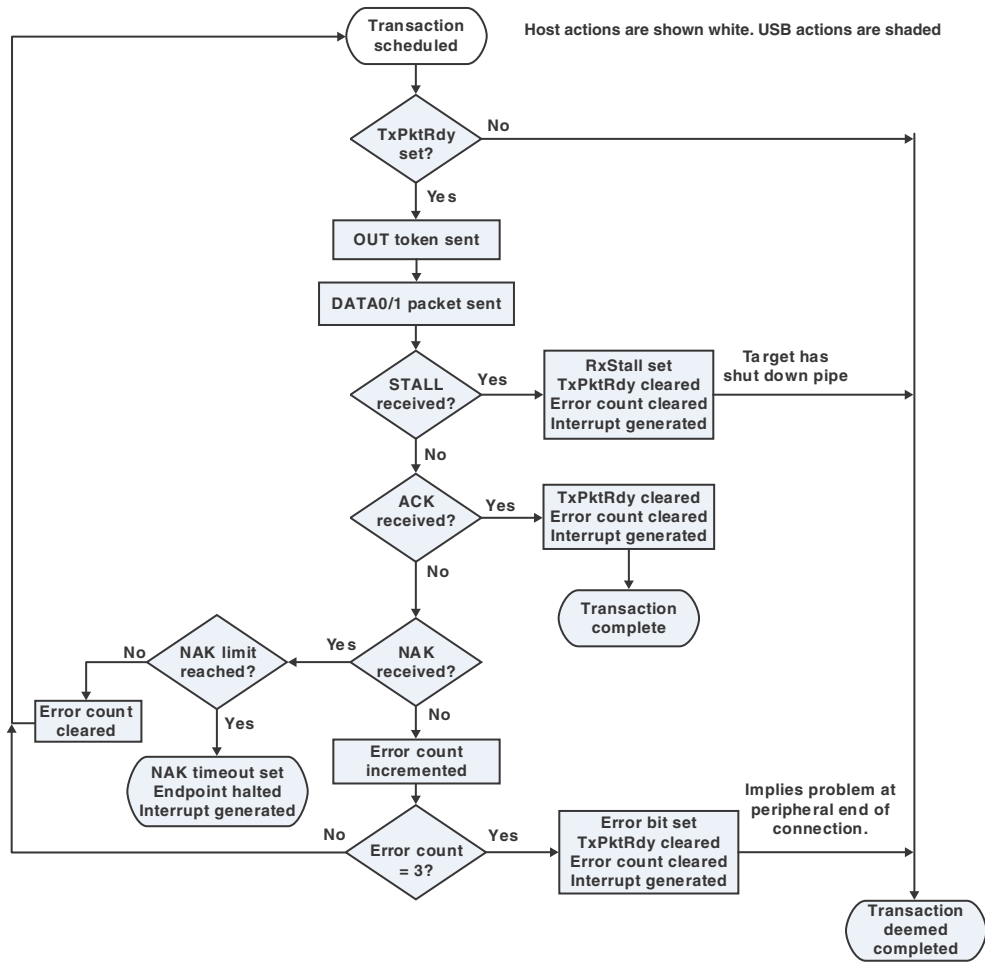 Transaction
scheduled
Host actions are shown white. USB actions are shaded
TxPktRdy
set?
No
Yes
OUT token sent
DATA0/1 packet sent
STALL
received?
Yes
RxStall set
TxPktRdy cleared
Error count cleared
Interrupt generated
Target has
shut down pipe
No
ACK
received?
Yes
TxPktRdy cleared
Error count cleared
Interrupt generated
No
Transaction
complete
NAK
received?
Yes
NAK limit
reached?
No
Error count
cleared
Yes
NAK timeout set
Endpoint halted
Interrupt generated
No
Error count
incremented
Error count
= 3?
No
Yes
Error bit set
TxPktRdy cleared
Error count cleared
Interrupt generated
Implies problem at
peripheral end of
connection.
Transaction
deemed
completed